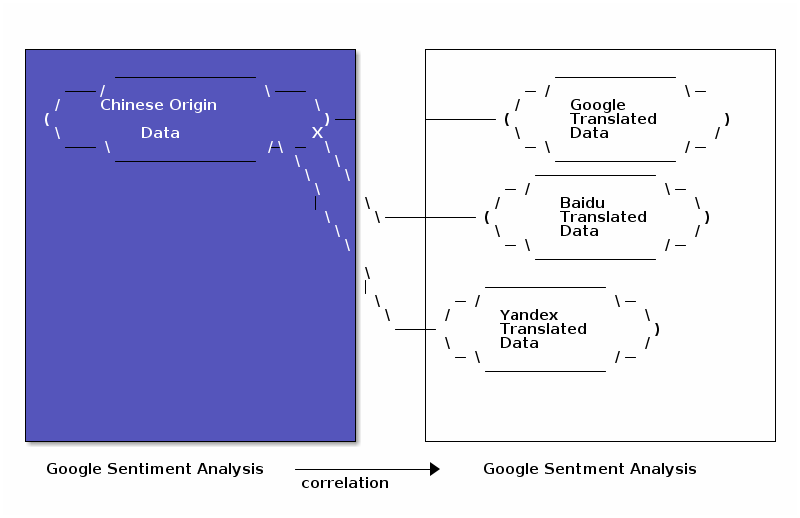 Chinese Origin
Data
X
Google
Translated
Data
Baidu
Translated
Data
Yandex
Translated
Data
Google Sentiment Analysis
correlation
Google Sentment Analysis